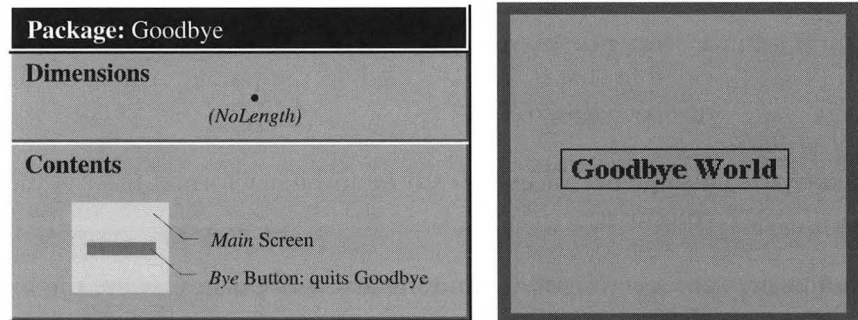 Package: Goodbye
Dimensions
(NoLength)
Contents
Main Screen
Bye Button: quits Goodbye
Goodbye World